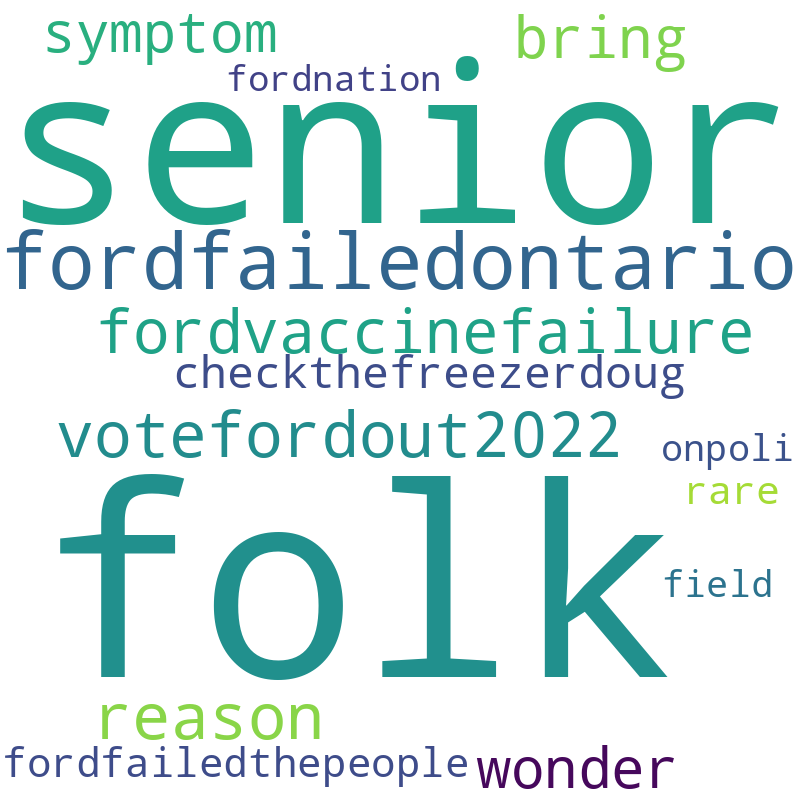 symptom
bring
fordnation
senior
fordfailedontario
fordvaccinefailure
checkthefreezerdoug
votefordout2022
onpoli
rare
folk
field
reason
fordfailedthepeople
wonder